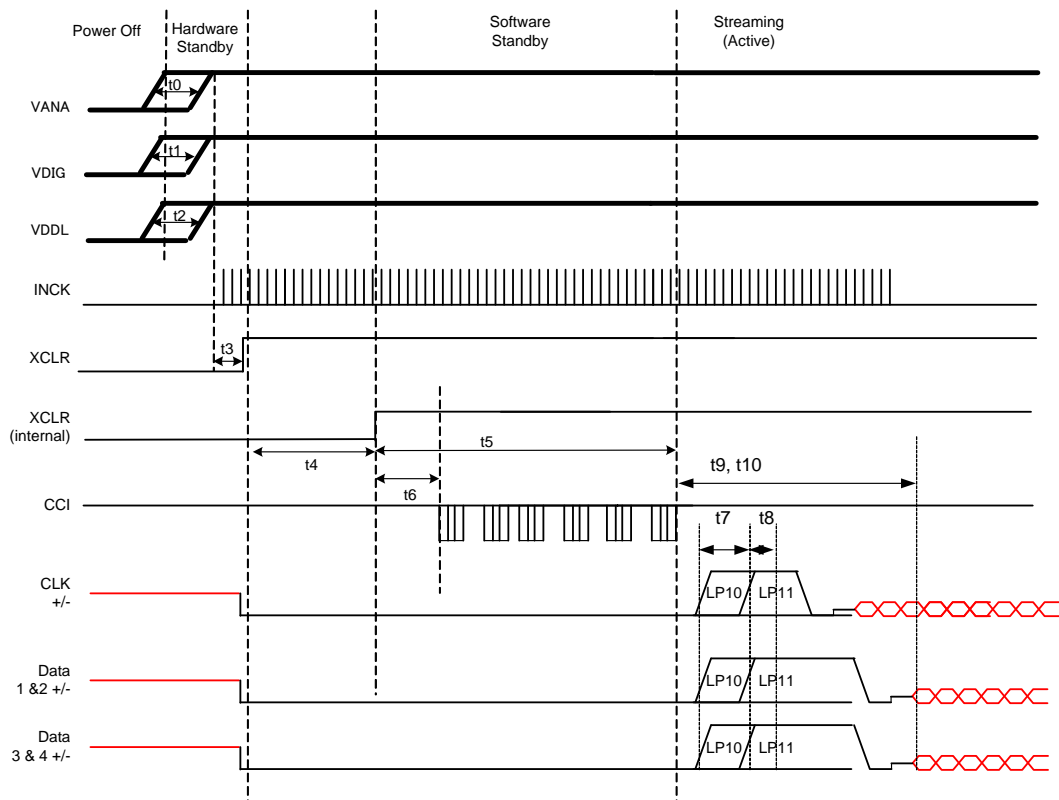 Power Off
Hardware
Standby
Software
Standby
Streaming
(Active)
VANA
t0
VDIG
t1
VDDL
t2
INCK
XCLR
t3
XCLR
(internal)
t4
t5
t6
t9, t10
CCI
t7
t8
CLK
+/-
LP10
LP11
Data
1 &2 +/-
LP10
LP11
Data
3 & 4 +/-
LP10
LP11